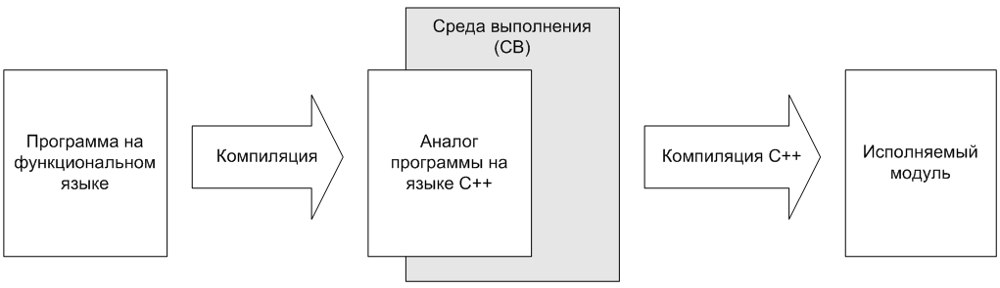 Среда выполнения
(СВ)
Программа на
функциональном
языке
Компиляция
Аналог
программы на
языке C++
Компиляция C++
Исполняемый
модуль